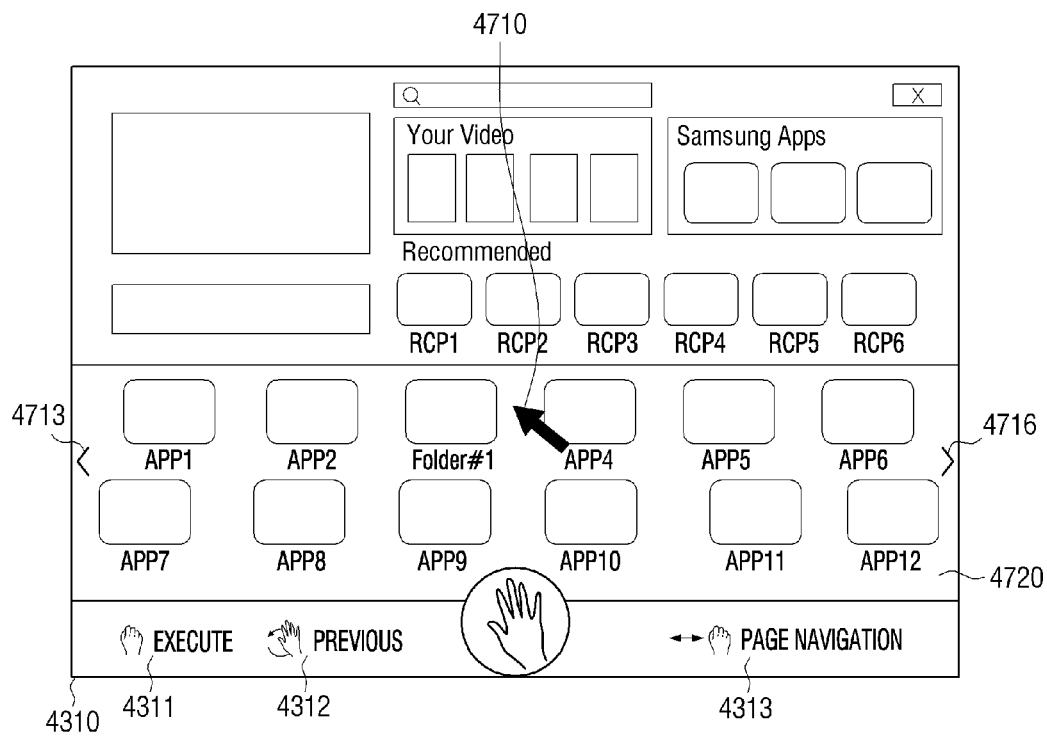 4710
X
Your Video
Samsung Apps
Recommended
RCP1 RCP2 RCP3 RCP4 RCP5 RCP6
4713
4716
APP1 APP2 Folder#1 APP4 APP5 APP6
APP7 APP8 APP9 APP10 APP11 APP12
4720
EXECUTE PREVIOUS PAGE NAVIGATION
4310 4311 4312 4313